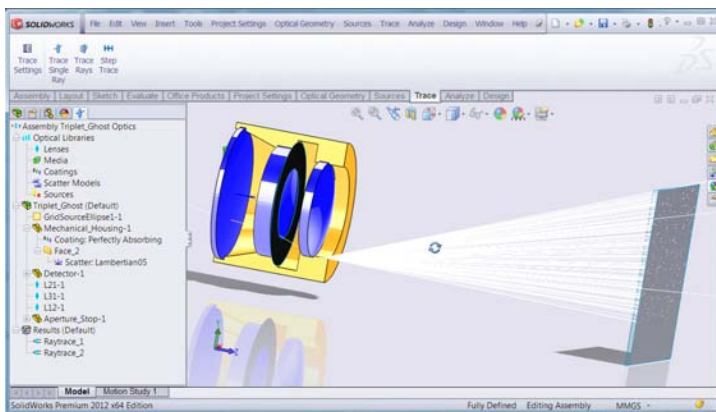 SOLIDWORKS File Edit View Insert Tools Project Settings Optical Geometry Sources Trace Analyze Design Window Help
Trace Settings
Trace Single Ray
Trace Rays
Step Trace
Assembly Layout Sketch Evaluate Office Products Project Settings Optical Geometry Sources Trace Analyze Design
Assembly Triplet_Ghost Optics
Optical Libraries
Lenses
Media
Coatings
Scatter Models
Sources
Triplet_Ghost (Default)
GridSourceEllipse1-1
Mechanical_Housing-1
Coating: Perfectly Absorbing
Face_2
Scatter: Lambertian05
Detector-1
L21-1
L31-1
L12-1
Aperture_Stop-1
Results (Default)
Raytrace_1
Raytrace_2
Model Motion Study 1
SolidWorks Premium 2012 x64 Edition Fully Defined Editing Assembly MMGS